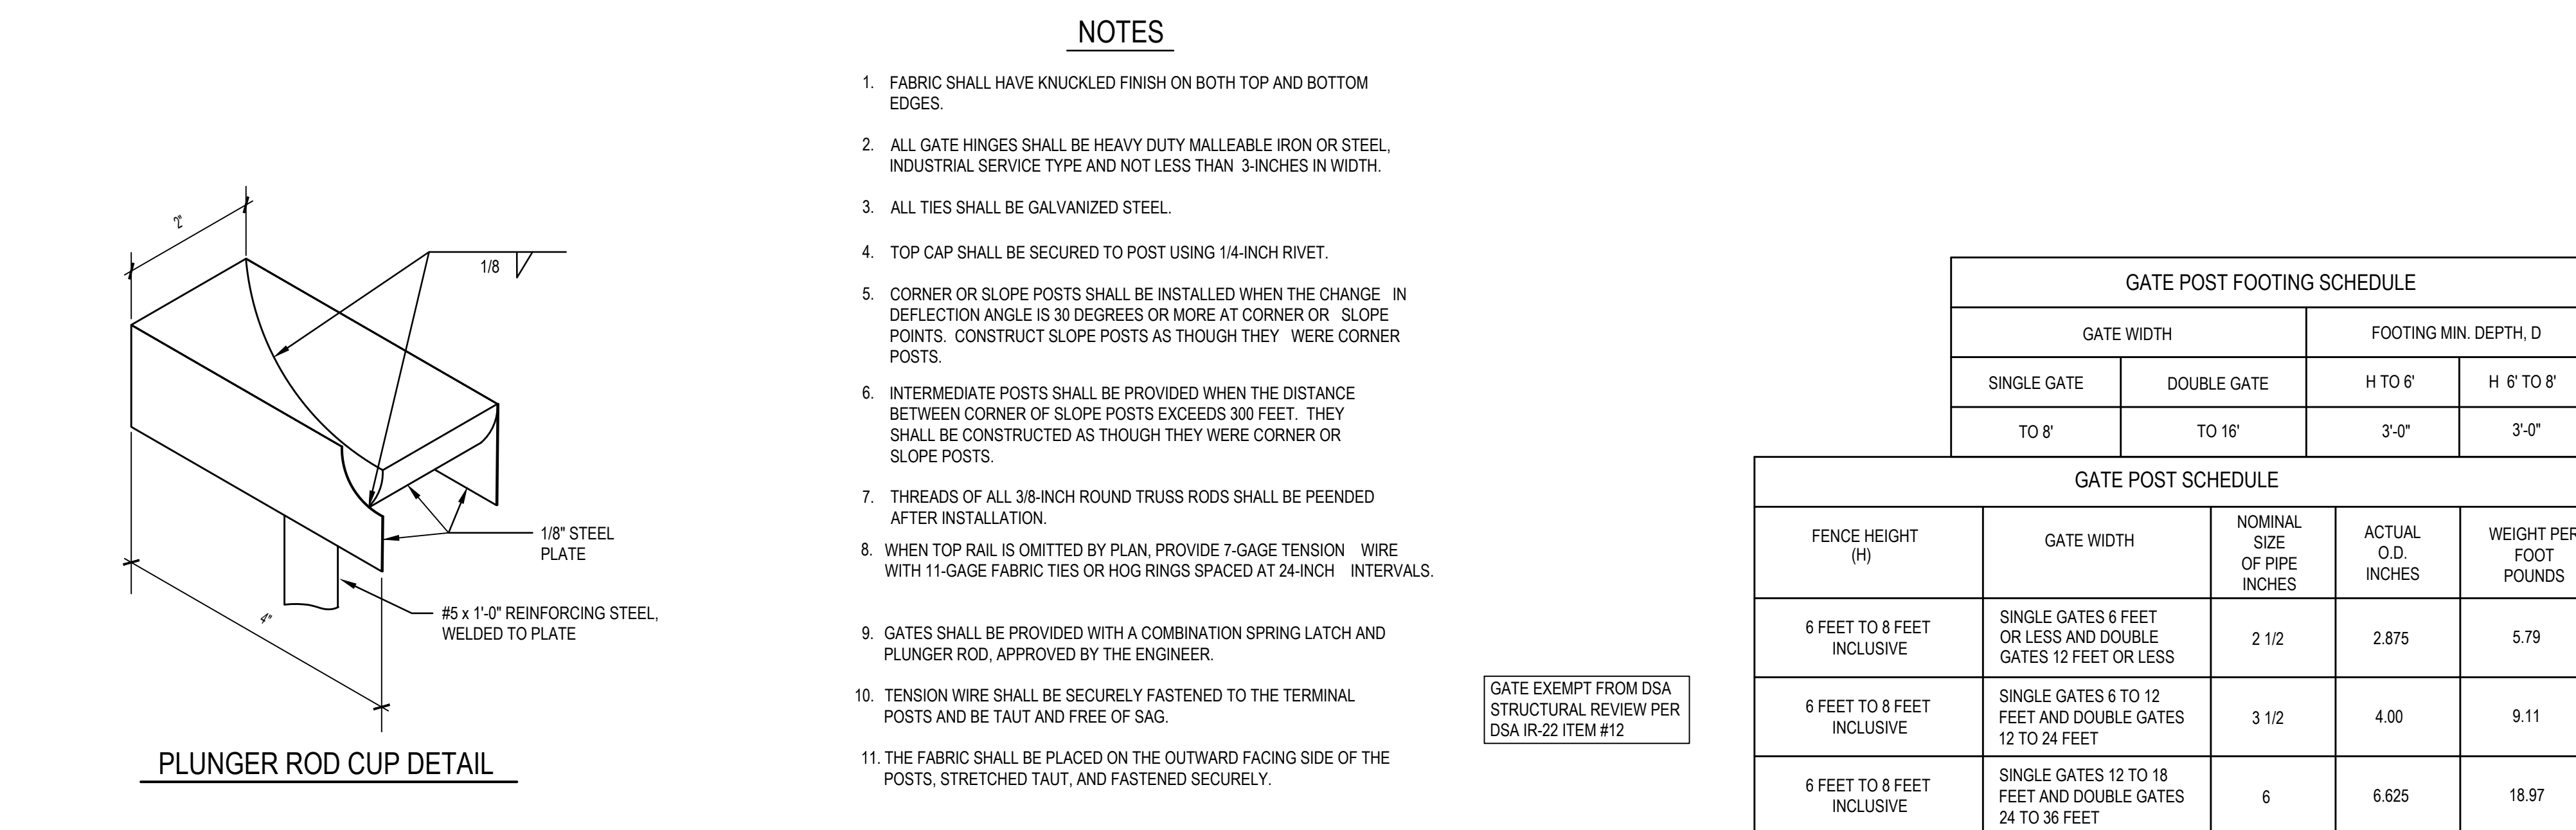 2"
1/8
1/8" STEEL
PLATE
#5 x 1'-0" REINFORCING STEEL,
WELDED TO PLATE
4"
PLUNGER ROD CUP DETAIL
NOTES
1. FABRIC SHALL HAVE KNUCKLED FINISH ON BOTH TOP AND BOTTOM
EDGES.
2. ALL GATE HINGES SHALL BE HEAVY DUTY MALLEABLE IRON OR STEEL,
INDUSTRIAL SERVICE TYPE AND NOT LESS THAN 3-INCHES IN WIDTH.
3. ALL TIES SHALL BE GALVANIZED STEEL.
4. TOP CAP SHALL BE SECURED TO POST USING 1/4-INCH RIVET.
5. CORNER OR SLOPE POSTS SHALL BE INSTALLED WHEN THE CHANGE IN
DEFLECTION ANGLE IS 30 DEGREES OR MORE AT CORNER OR SLOPE
POINTS. CONSTRUCT SLOPE POSTS AS THOUGH THEY WERE CORNER
POSTS.
6. INTERMEDIATE POSTS SHALL BE PROVIDED WHEN THE DISTANCE
BETWEEN CORNER OF SLOPE POSTS EXCEEDS 300 FEET. THEY
SHALL BE CONSTRUCTED AS THOUGH THEY WERE CORNER OR
SLOPE POSTS.
7. THREADS OF ALL 3/8-INCH ROUND TRUSS RODS SHALL BE PEENDED
AFTER INSTALLATION.
8. WHEN TOP RAIL IS OMITTED BY PLAN, PROVIDE 7-GAGE TENSION WIRE
WITH 11-GAGE FABRIC TIES OR HOG RINGS SPACED AT 24-INCH INTERVALS.
9. GATES SHALL BE PROVIDED WITH A COMBINATION SPRING LATCH AND
PLUNGER ROD, APPROVED BY THE ENGINEER.
10. TENSION WIRE SHALL BE SECURELY FASTENED TO THE TERMINAL
POSTS AND BE TAUT AND FREE OF SAG.
11. THE FABRIC SHALL BE PLACED ON THE OUTWARD FACING SIDE OF THE
POSTS, STRETCHED TAUT, AND FASTENED SECURELY.
GATE EXEMPT FROM DSA
STRUCTURAL REVIEW PER
DSA IR-22 ITEM #12
GATE POST FOOTING SCHEDULE
GATE WIDTH
FOOTING MIN. DEPTH, D
SINGLE GATE
DOUBLE GATE
H TO 6'
H 6' TO 8'
TO 8'
TO 16'
3'-0"
3'-0"
GATE POST SCHEDULE
FENCE HEIGHT
(H)
GATE WIDTH
NOMINAL
SIZE
OF PIPE
INCHES
ACTUAL
O.D.
INCHES
WEIGHT PER
FOOT
POUNDS
6 FEET TO 8 FEET
INCLUSIVE
SINGLE GATES 6 FEET
OR LESS AND DOUBLE
GATES 12 FEET OR LESS
2 1/2
2.875
5.79
6 FEET TO 8 FEET
INCLUSIVE
SINGLE GATES 6 TO 12
FEET AND DOUBLE GATES
12 TO 24 FEET
3 1/2
4.00
9.11
6 FEET TO 8 FEET
INCLUSIVE
SINGLE GATES 12 TO 18
FEET AND DOUBLE GATES
24 TO 36 FEET
6
6.625
18.97